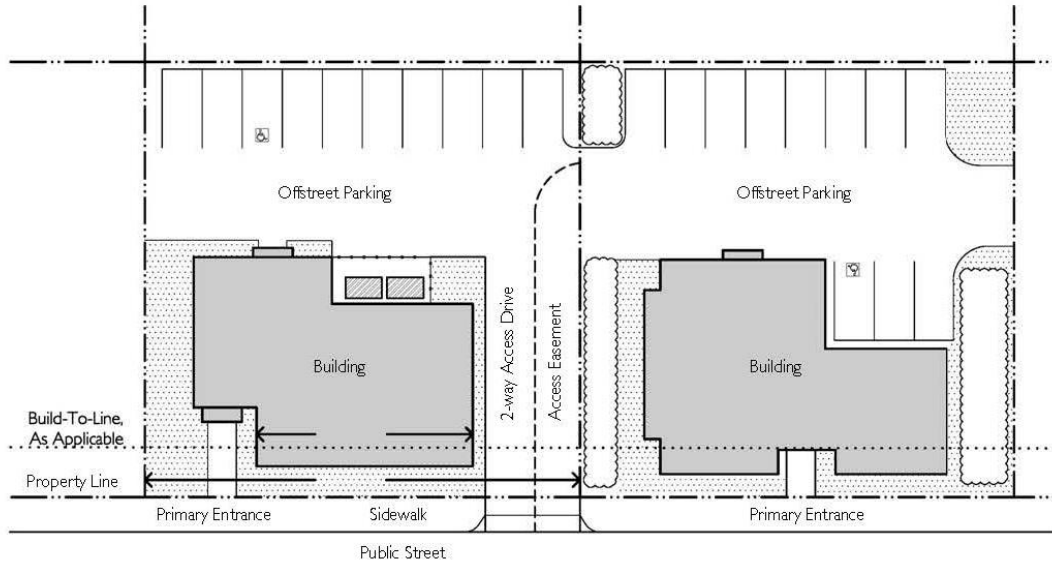 Offstreet Parking
Offstreet Parking
Building
2-way Access Drive
Access Easement
Building
Build-To-Line,
As Applicable
Property Line
Primary Entrance
Sidewalk
Primary Entrance
Public Street